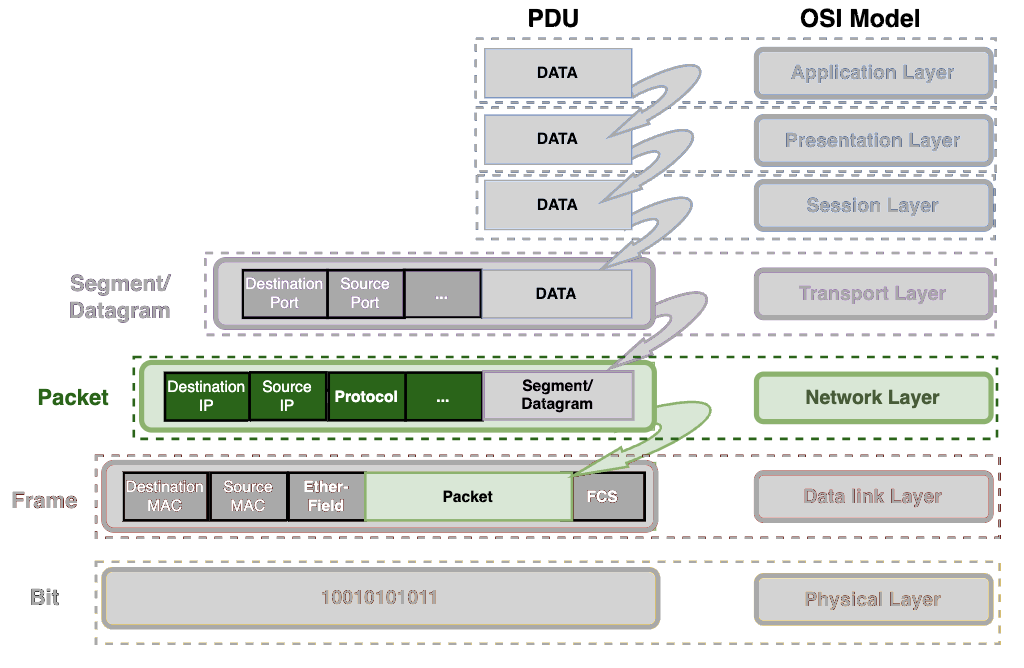 PDU
OSI Model
DATA
Application Layer
DATA
Presentation Layer
DATA
Session Layer
Segment/
Datagram
Destination
Port
Source
Port
...
DATA
Transport Layer
Packet
Destination
IP
Source
IP
Protocol
...
Segment/
Datagram
Network Layer
Frame
Destination
MAC
Source
MAC
Ether-
Field
Packet
FCS
Data link Layer
Bit
10010101011
Physical Layer